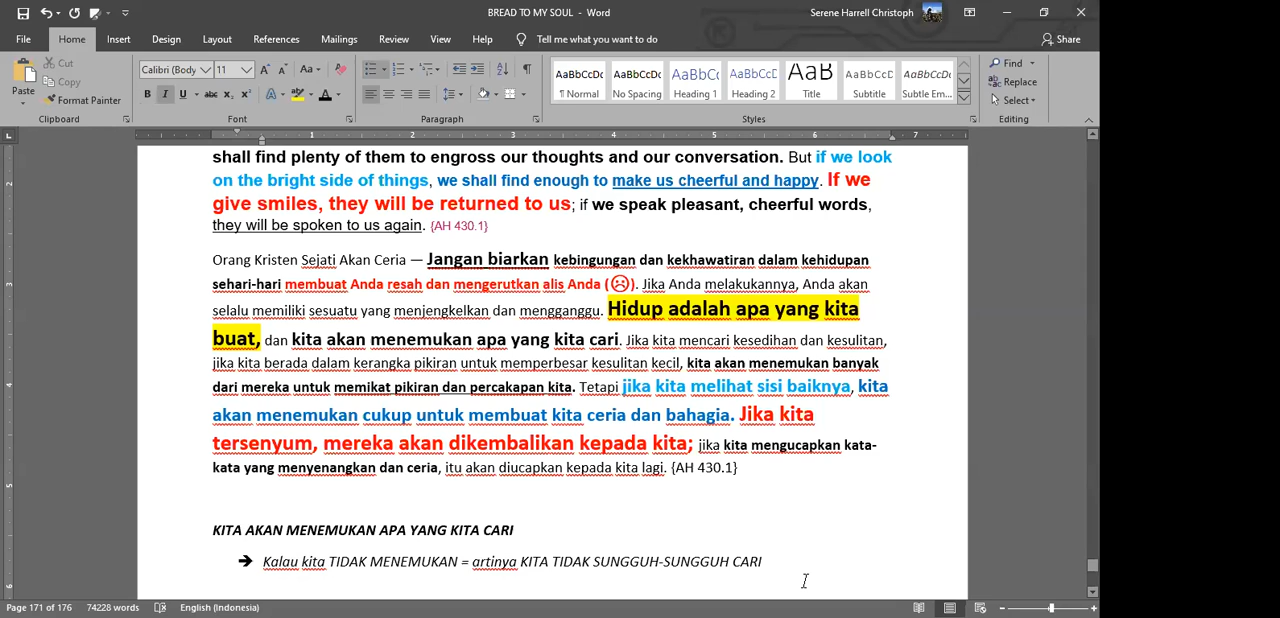 BREAD TO MY SOUL - Word
Serene Harrell Christoph
File Home Insert Design Layout References Mailings Review View Help Tell me what you want to do Share
Paste
Cut
Copy
Format Painter
Clipboard
Calibri (Body 11
Font
Paragraph
AaBbCcDc AaBbCcDc AaBbCc AaBbCcD AaB AaBbCcDc AaBbCcDc
¶ Normal No Spacing Heading 1 Heading 2 Title Subtitle Subtle Em...
Styles
Find
Replace
Select
Editing
1 2 3 4 5 6 7
shall find plenty of them to engross our thoughts and our conversation. But if we look
on the bright side of things, we shall find enough to make us cheerful and happy. If we
give smiles, they will be returned to us; if we speak pleasant, cheerful words,
they will be spoken to us again. {AH 430.1}
Orang Kristen Sejati Akan Ceria — Jangan biarkan kebingungan dan kekhawatiran dalam kehidupan
sehari-hari membuat Anda resah dan mengerutkan alis Anda (☹). Jika Anda melakukannya, Anda akan
selalu memiliki sesuatu yang menjengkelkan dan mengganggu. Hidup adalah apa yang kita
buat, dan kita akan menemukan apa yang kita cari. Jika kita mencari kesedihan dan kesulitan,
jika kita berada dalam kerangka pikiran untuk memperbesar kesulitan kecil, kita akan menemukan banyak
dari mereka untuk memikat pikiran dan percakapan kita. Tetapi jika kita melihat sisi baiknya, kita
akan menemukan cukup untuk membuat kita ceria dan bahagia. Jika kita
tersenyum, mereka akan dikembalikan kepada kita; jika kita mengucapkan kata-
kata yang menyenangkan dan ceria, itu akan diucapkan kepada kita lagi. {AH 430.1}
KITA AKAN MENEMUKAN APA YANG KITA CARI
➔ Kalau kita TIDAK MENEMUKAN = artinya KITA TIDAK SUNGGUH-SUNGGUH CARI
Page 171 of 176 74228 words English (Indonesia)